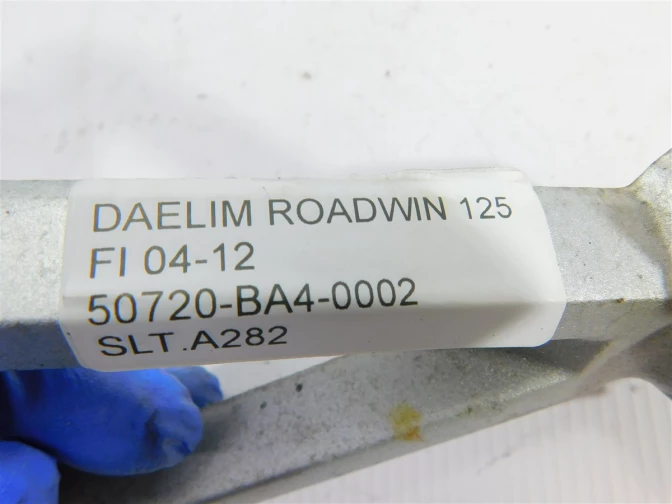 DAELIM ROADWIN 125
FI 04-12
50720-BA4-0002
SLT.A282